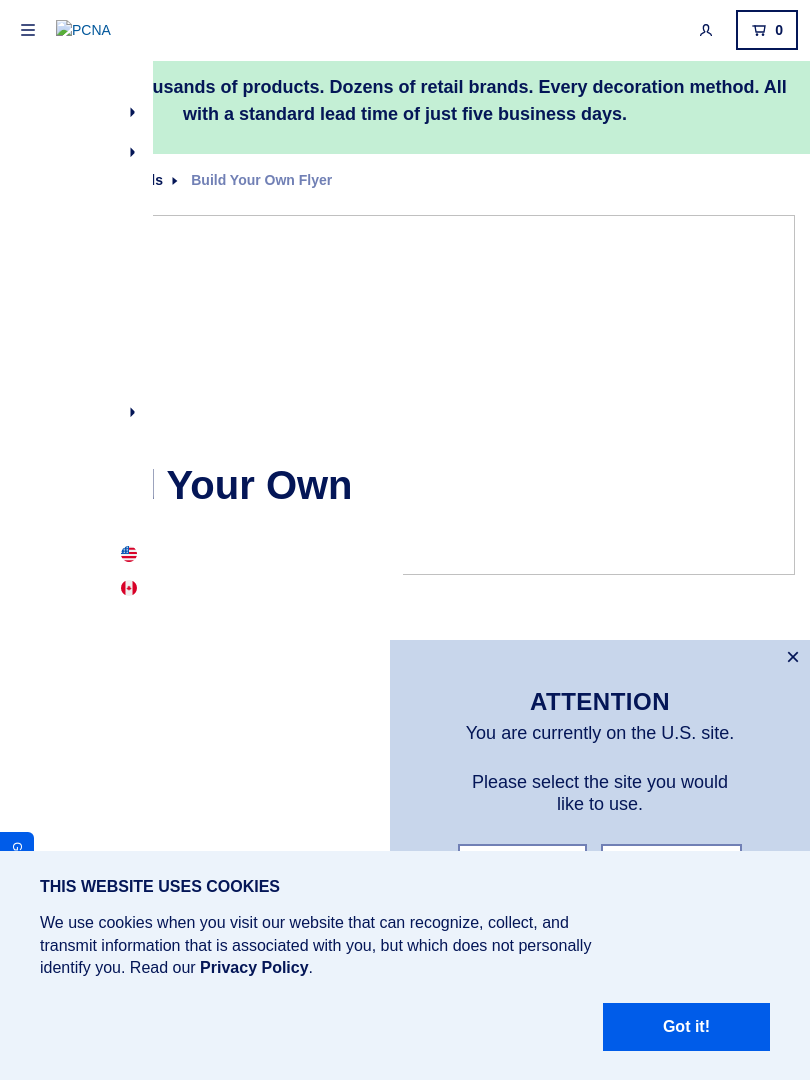 PCNA
0
usands of products. Dozens of retail brands. Every decoration method. All
with a standard lead time of just five business days.
ls
Build Your Own Flyer
Your Own
ATTENTION
You are currently on the U.S. site.
Please select the site you would
like to use.
G
THIS WEBSITE USES COOKIES
We use cookies when you visit our website that can recognize, collect, and
transmit information that is associated with you, but which does not personally
identify you. Read our Privacy Policy.
Got it!